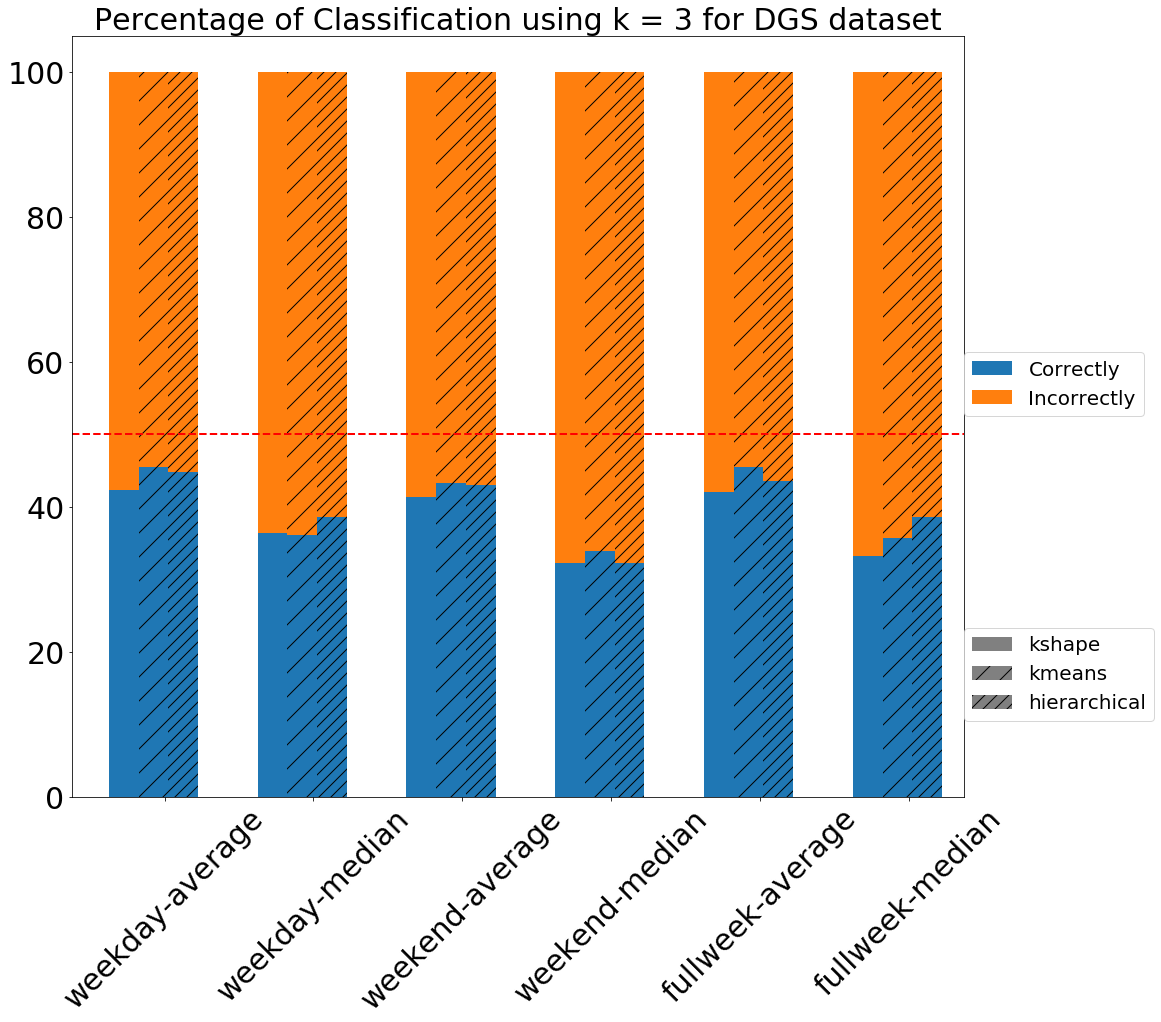 Percentage of Classification using k = 3 for DGS dataset
100
80
60
40
20
0
weekday-average
weekday-median
weekend-average
weekend-median
fullweek-average
fullweek-median
Correctly
Incorrectly
kshape
kmeans
hierarchical